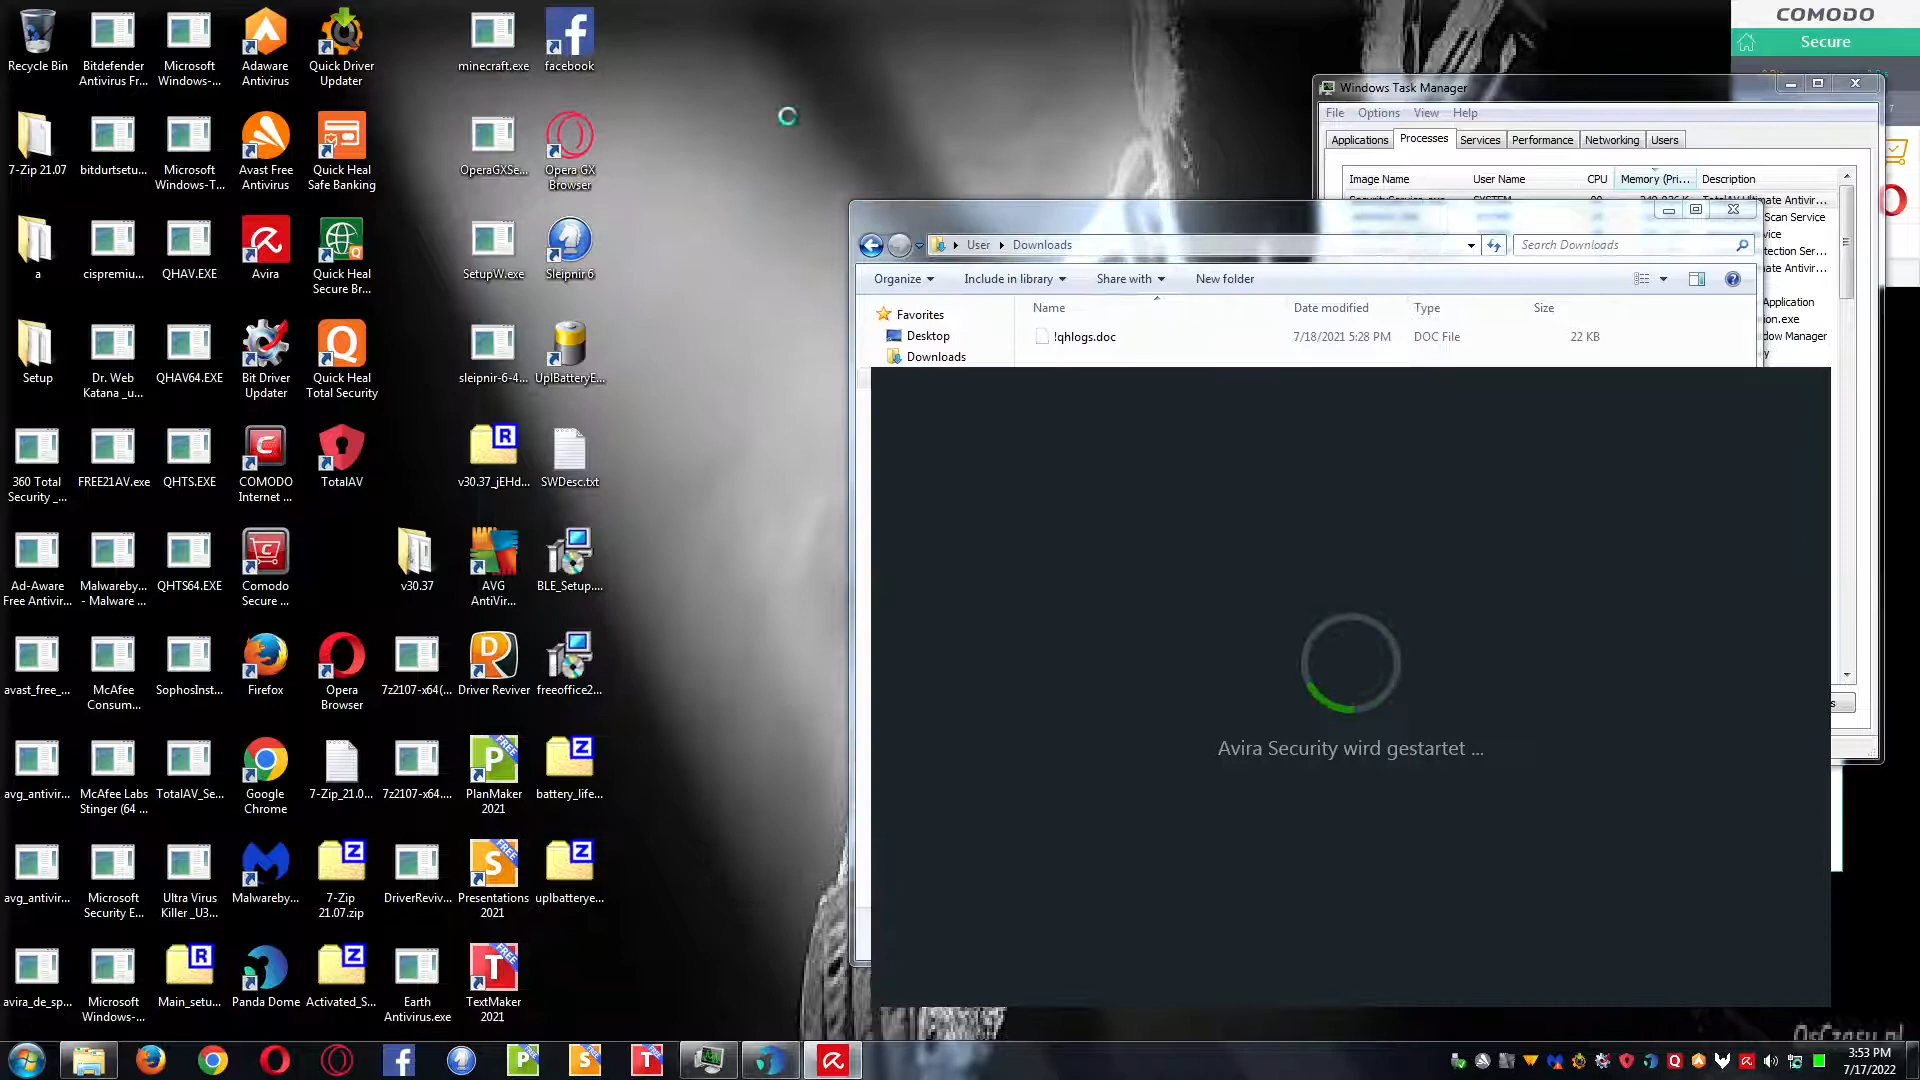 Recycle Bin
Bitdefender
Antivirus Fr...
Microsoft
Windows-...
Adaware
Antivirus
Quick Driver
Updater
minecraft.exe
facebook
7-Zip 21.07
bitdurtsetu...
Microsoft
Windows-T...
Avast Free
Antivirus
Quick Heal
Safe Banking
OperaGXSe...
Opera GX
Browser
a
cispremiu...
QHAV.EXE
Avira
Quick Heal
Secure Br...
SetupW.exe
Sleipnir 6
Setup
Dr. Web
Katana _u...
QHAV64.EXE
Bit Driver
Updater
Quick Heal
Total Security
sleipnir-6-4...
UplBatteryE...
360 Total
Security _...
FREE21AV.exe
QHTS.EXE
COMODO
Internet ...
TotalAV
v30.37_jEHd...
SWDesc.txt
Ad-Aware
Free Antivir...
Malwareby...
- Malware ...
QHTS64.EXE
Comodo
Secure ...
v30.37
AVG
AntiVir...
BLE_Setup....
avast_free_...
McAfee
Consum...
SophosInst...
Firefox
Opera
Browser
7z2107-x64(...
Driver Reviver
freeoffice2...
avg_antivir...
McAfee Labs
Stinger (64 ...
TotalAV_Se...
Google
Chrome
7-Zip_21.0...
7z2107-x64....
PlanMaker
2021
battery_life...
avg_antivir...
Microsoft
Security E...
Ultra Virus
Killer _U3...
Malwareby...
7-Zip
21.07.zip
DriverReviv...
Presentations
2021
uplbatterye...
avira_de_sp...
Microsoft
Windows-...
Main_setu...
Panda Dome
Activated_S...
Earth
Antivirus.exe
TextMaker
2021
COMODO
Secure
Windows Task Manager
File Options View Help
Applications Processes Services Performance Networking Users
Image Name User Name CPU Memory (Pri... Description
Scan Service
Application
User Downloads
Search Downloads
Organize Include in library Share with New folder
Favorites
Desktop
Downloads
Name Date modified Type Size
!qhlogs.doc 7/18/2021 5:28 PM DOC File 22 KB
Avira Security wird gestartet ...
3:53 PM
7/17/2022